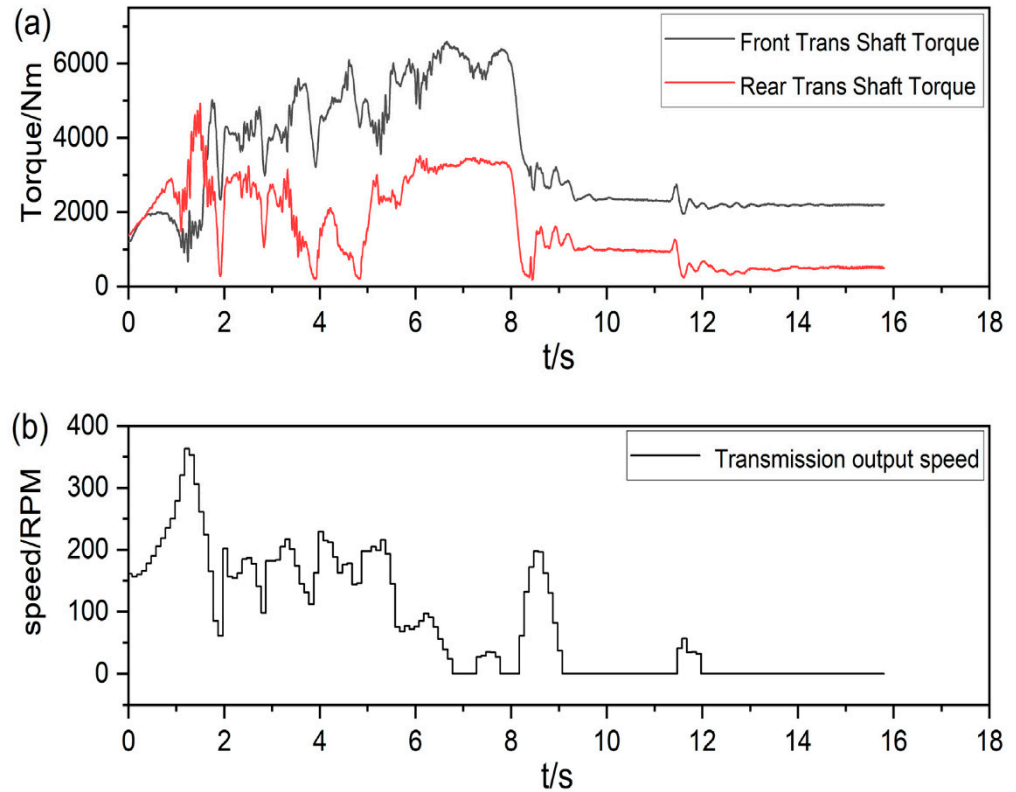 (a)
Torque/Nm
6000
4000
2000
0
Front Trans Shaft Torque
Rear Trans Shaft Torque
0 2 4 6 8 10 12 14 16 18
t/s
(b)
speed/RPM
400
300
200
100
0
Transmission output speed
0 2 4 6 8 10 12 14 16 18
t/s